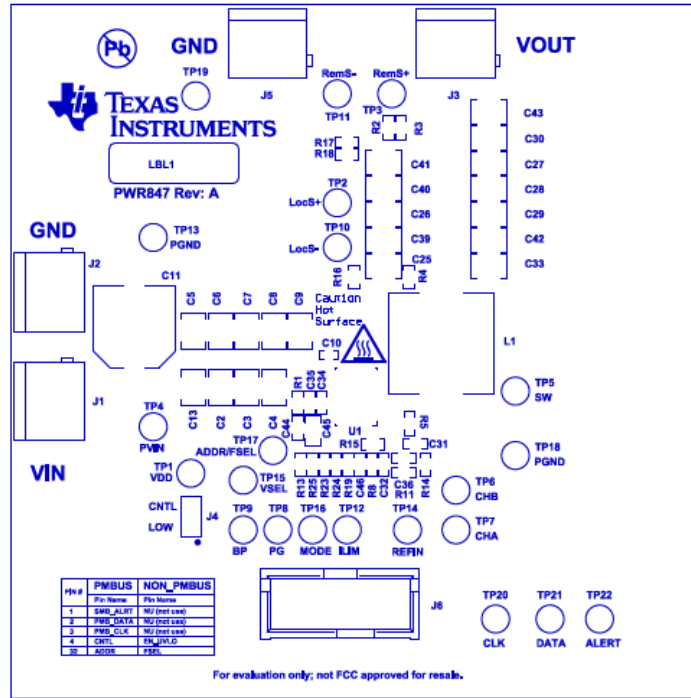 Pb
GND
VOUT
TP19
J5
RemS-
RemS+
J3
TEXAS
INSTRUMENTS
TP11
TP3
R2
R3
C43
C30
R17
R18
LBL1
C41
C27
PWR847 Rev: A
TP2
LocS+
C40
C28
C26
C29
GND
TP13
PGND
TP10
LocS-
C39
C42
C25
C33
J2
C11
R16
R4
C5
C6
C7
C8
C9
Caution
Hot
Surface
C10
L1
J1
R1
C35
C34
TP5
SW
TP4
PVIN
C13
C2
C3
C4
C44
C45
U1
R5
R15
C31
TP17
ADDR/FSEL
TP18
PGND
VIN
TP1
VDD
TP15
VSEL
R13
R25
R23
R24
R19
C46
R8
C32
C36
R11
R14
TP6
CHB
CNTL
LOW
J4
TP9
BP
TP8
PG
TP16
MODE
TP12
ILIM
TP14
REFIN
TP7
CHA
PIN # PMBUS NON_PMBUS
Pin Name Pin Name
1 SMB_ALRT NU (not use)
2 PMB_DATA NU (not use)
3 PMB_CLK NU (not use)
4 CNTL EN_UVLO
32 ADDR FSEL
J6
TP20
CLK
TP21
DATA
TP22
ALERT
For evaluation only; not FCC approved for resale.